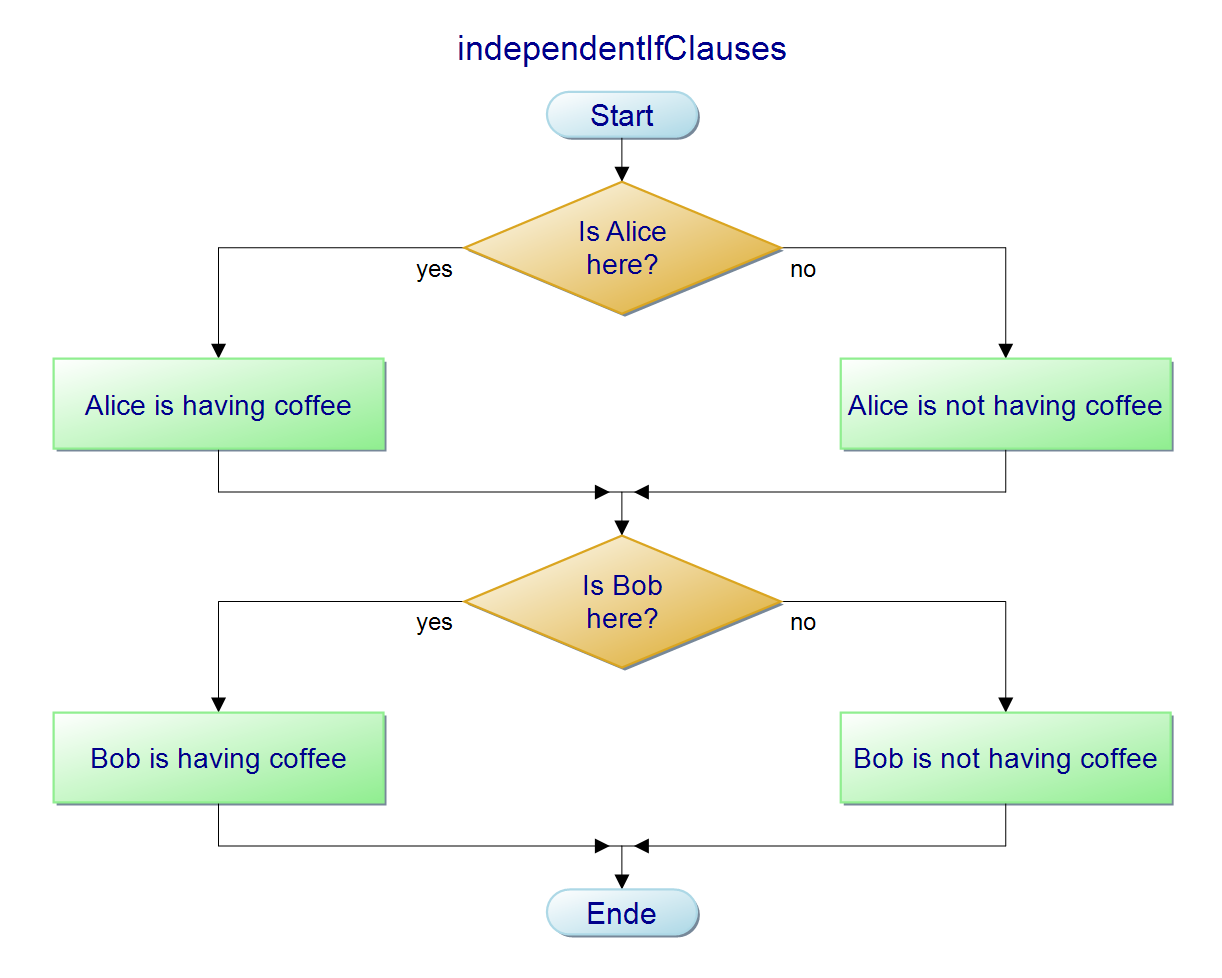 independentIfClauses
Start
Is Alice
here?
yes
no
Alice is having coffee
Alice is not having coffee
Is Bob
here?
yes
no
Bob is having coffee
Bob is not having coffee
Ende